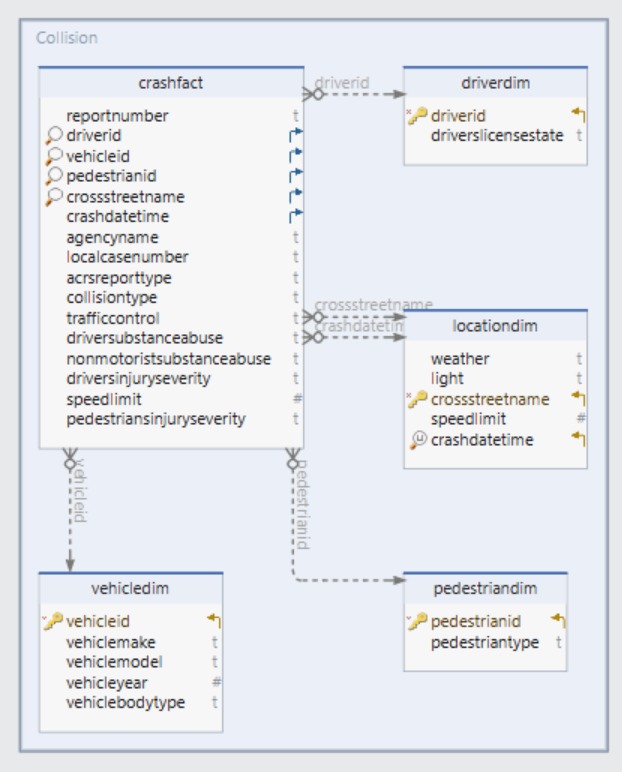 Collision
crashfact
reportnumber t
driverid
vehicleid
pedestrianid
crossstreetname
crashdatetime
agencyname t
localcasenumber t
acrsreporttype t
collisiontype t
trafficcontrol t
driversubstanceabuse t
nonmotoristsubstanceabuse t
driversinjuryseverity t
speedlimit #
pedestriansinjuryseverity t
driverid
driverdim
driverid
driverslicensestate t
crossstreetname
crashdatetim
locationdim
weather t
light t
crossstreetname
speedlimit #
u crashdatetime
vehicleid
pedestrianid
vehicledim
vehicleid
vehiclemake t
vehiclemodel t
vehicleyear #
vehiclebodytype t
pedestriandim
pedestrianid
pedestriantype t